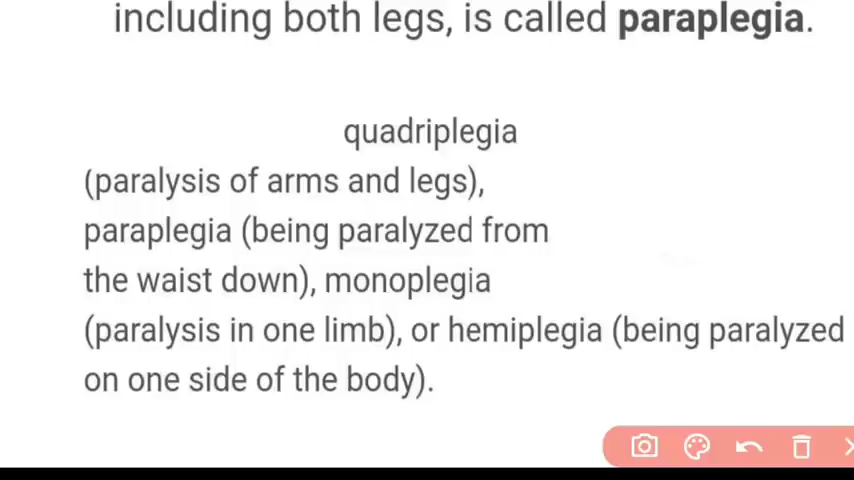 including both legs, is called paraplegia.
quadriplegia
(paralysis of arms and legs),
paraplegia (being paralyzed from
the waist down), monoplegia
(paralysis in one limb), or hemiplegia (being paralyzed
on one side of the body).